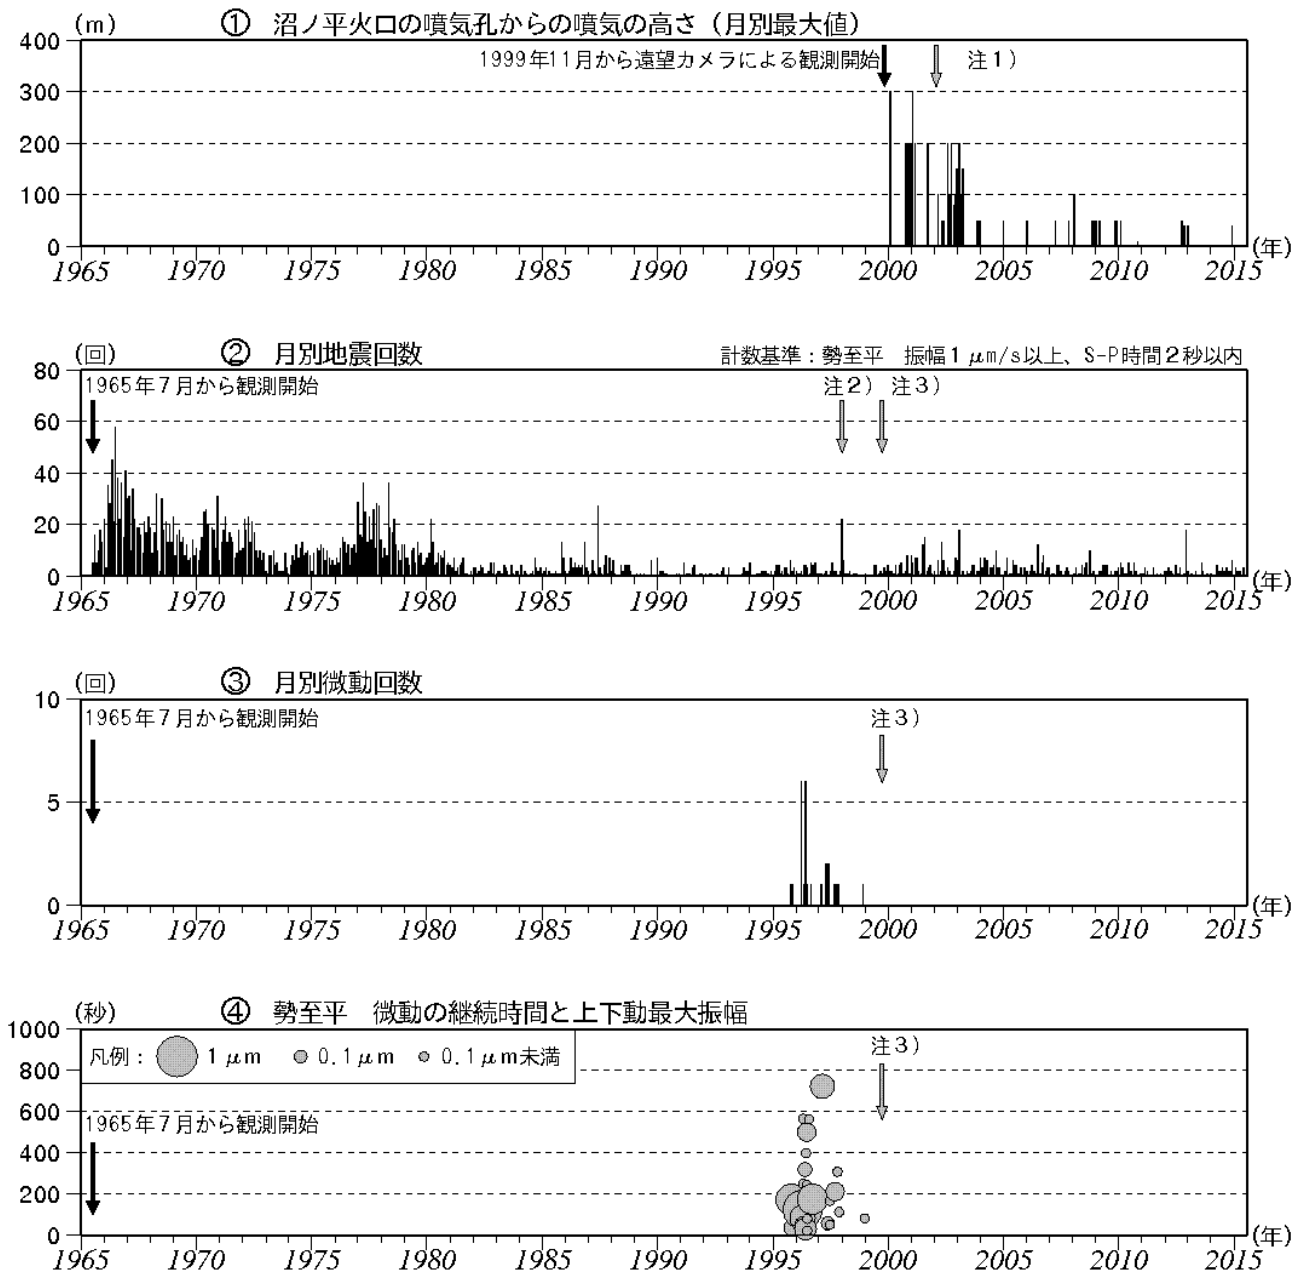 (m) ① 沼ノ平火口の噴気孔からの噴気の高さ（月別最大値）
400
1999年11月から遠望カメラによる観測開始 注１）
300
200
100
0
1965 1970 1975 1980 1985 1990 1995 2000 2005 2010 2015 (年)
(回) ② 月別地震回数 計数基準：勢至平 振幅１μm/s以上、S-P時間２秒以内
80
1965年７月から観測開始 注２） 注３）
60
40
20
0
1965 1970 1975 1980 1985 1990 1995 2000 2005 2010 2015 (年)
(回) ③ 月別微動回数
10
1965年７月から観測開始 注３）
5
0
1965 1970 1975 1980 1985 1990 1995 2000 2005 2010 2015 (年)
(秒) ④ 勢至平 微動の継続時間と上下動最大振幅
1000
凡例： 1μm 0.1μm 0.1μm未満 注３）
800
600
1965年７月から観測開始
400
200
0
1965 1970 1975 1980 1985 1990 1995 2000 2005 2010 2015 (年)